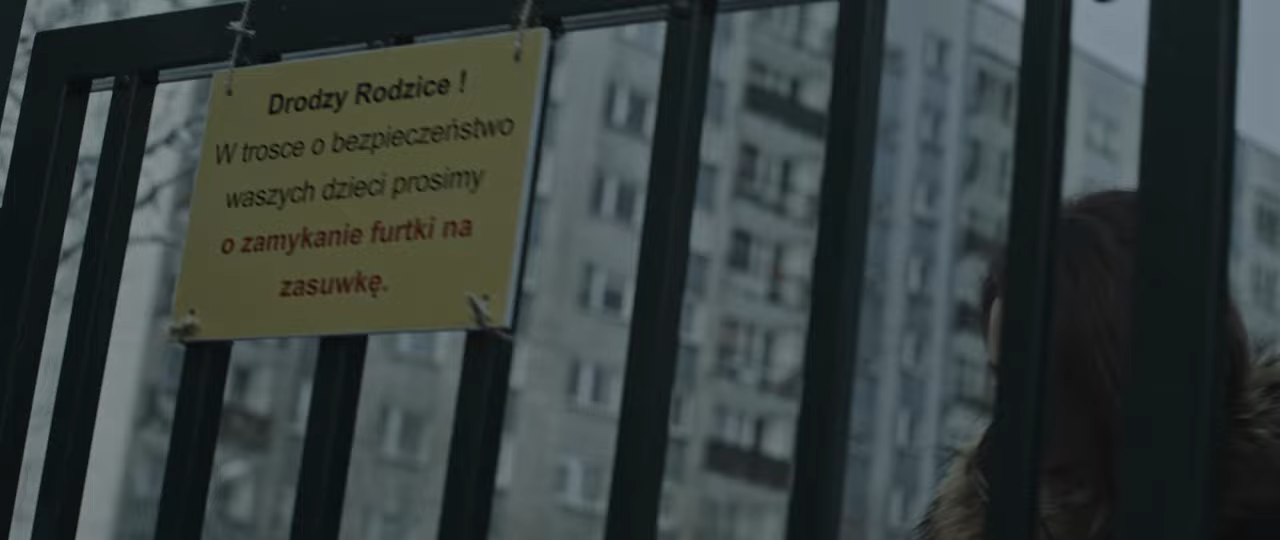 Drodzy Rodzice !
W trosce o bezpieczeństwo
waszych dzieci prosimy
o zamykanie furtki na
zasuwkę.